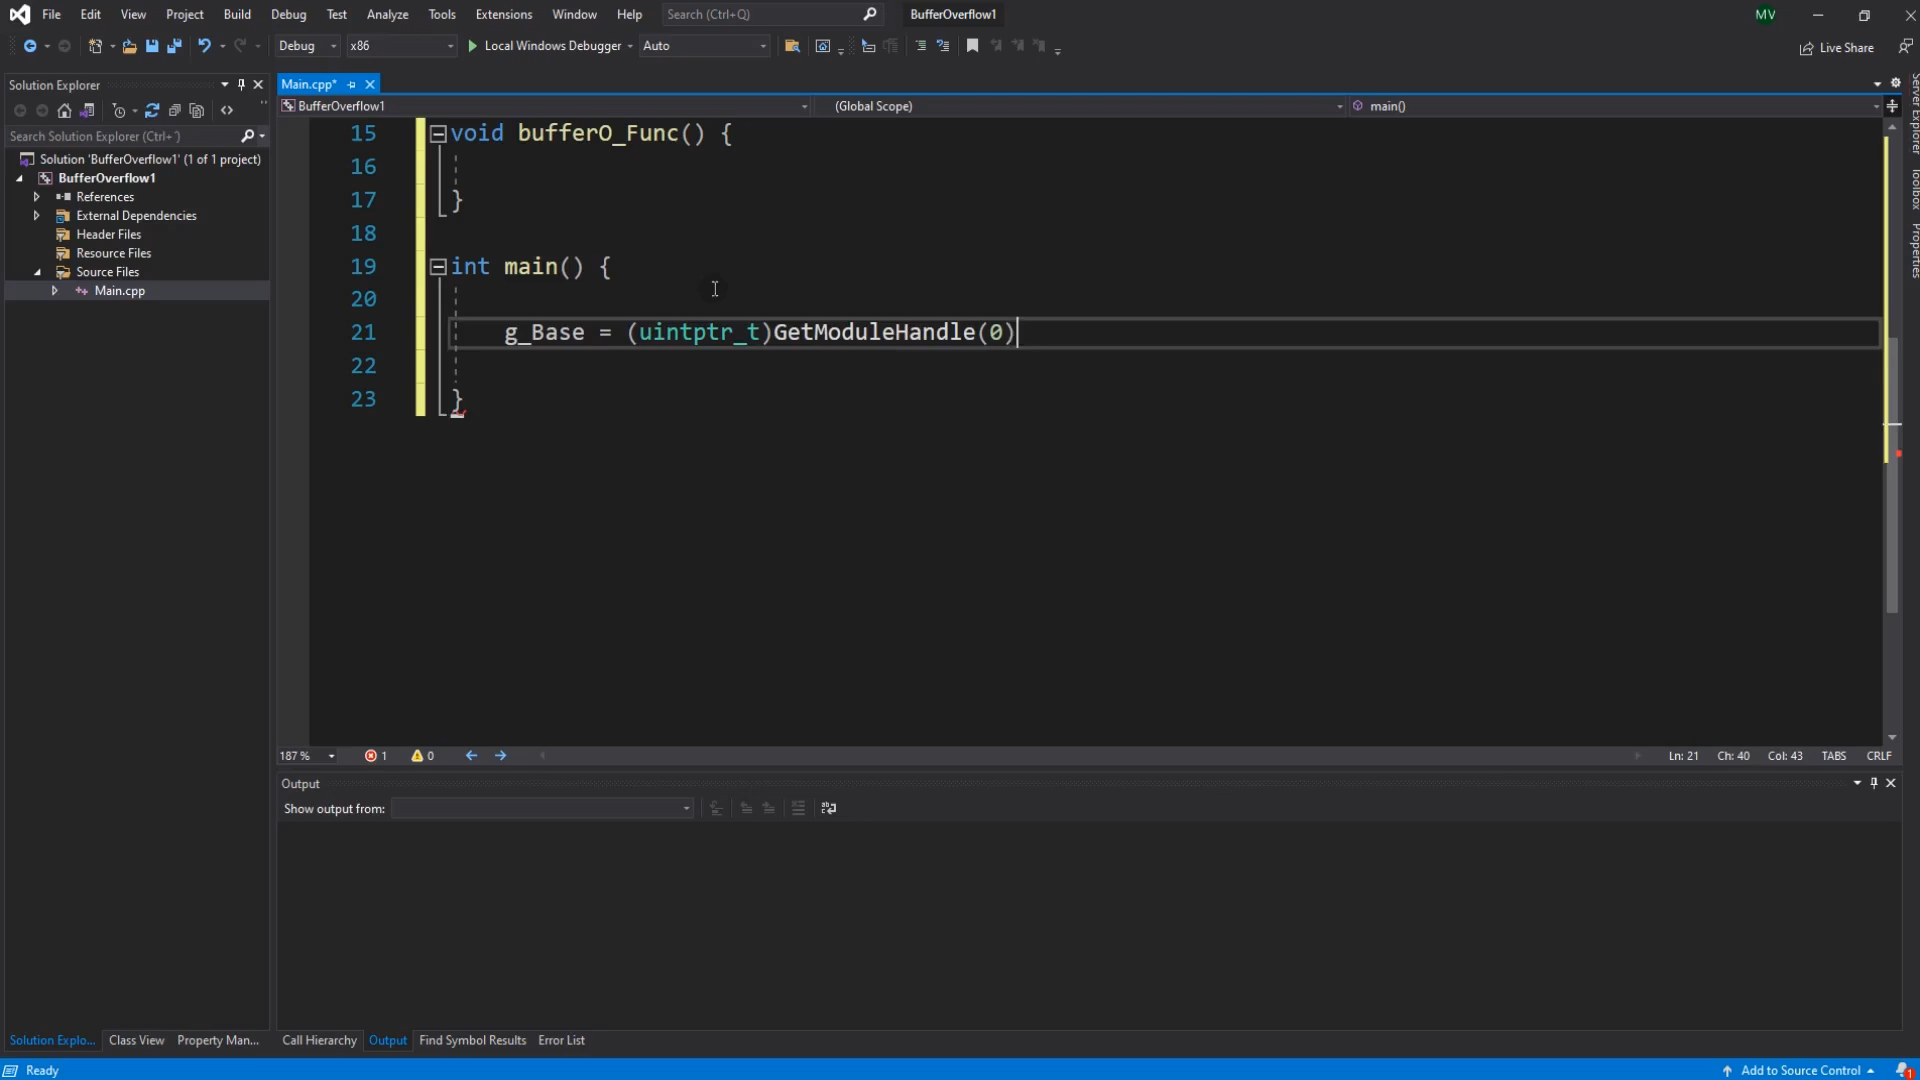 File Edit View Project Build Debug Test Analyze Tools Extensions Window Help Search (Ctrl+Q) BufferOverflow1 MV
Debug x86 Local Windows Debugger Auto Live Share
Solution Explorer
Search Solution Explorer (Ctrl+ˇ)
Solution 'BufferOverflow1' (1 of 1 project)
BufferOverflow1
References
External Dependencies
Header Files
Resource Files
Source Files
Main.cpp
Main.cpp*
BufferOverflow1 (Global Scope) main()
15 void bufferO_Func() {
16
17 }
18
19 int main() {
20
21 g_Base = (uintptr_t)GetModuleHandle(0)
22
23 }
187 % 1 0 Ln: 21 Ch: 40 Col: 43 TABS CRLF
Output
Show output from:
Solution Explo... Class View Property Man... Call Hierarchy Output Find Symbol Results Error List
Ready Add to Source Control 1
Server Explorer
Toolbox
Properties